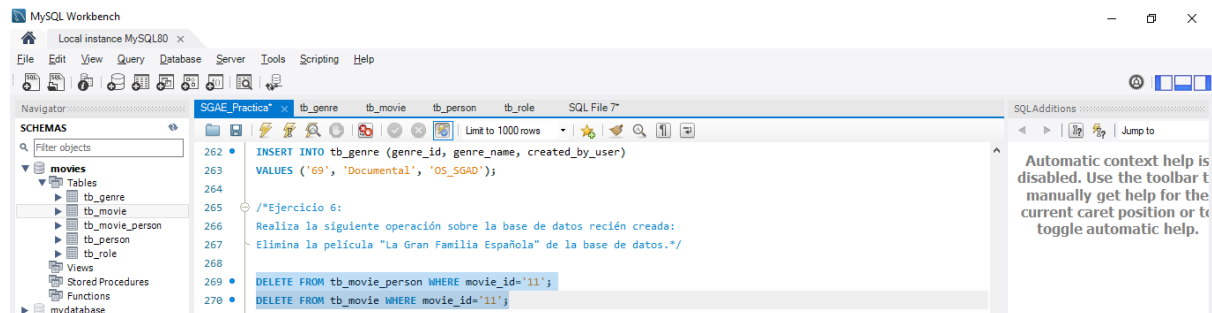 MySQL Workbench
Local instance MySQL80
File Edit View Query Database Server Tools Scripting Help
Navigator
SGAE_Practica* tb_genre tb_movie tb_person tb_role SQL File 7*
SQLAdditions
SCHEMAS
Limit to 1000 rows
Jump to
Filter objects
movies
Tables
tb_genre
tb_movie
tb_movie_person
tb_person
tb_role
Views
Stored Procedures
Functions
mydatabase
262 INSERT INTO tb_genre (genre_id, genre_name, created_by_user)
263 VALUES ('69', 'Documental', 'OS_SGAD');
264
265 /*Ejercicio 6:
266 Realiza la siguiente operación sobre la base de datos recién creada:
267 Elimina la película "La Gran Familia Española" de la base de datos.*/
268
269 DELETE FROM tb_movie_person WHERE movie_id='11';
270 DELETE FROM tb_movie WHERE movie_id='11';
Automatic context help is
disabled. Use the toolbar t
manually get help for the
current caret position or to
toggle automatic help.